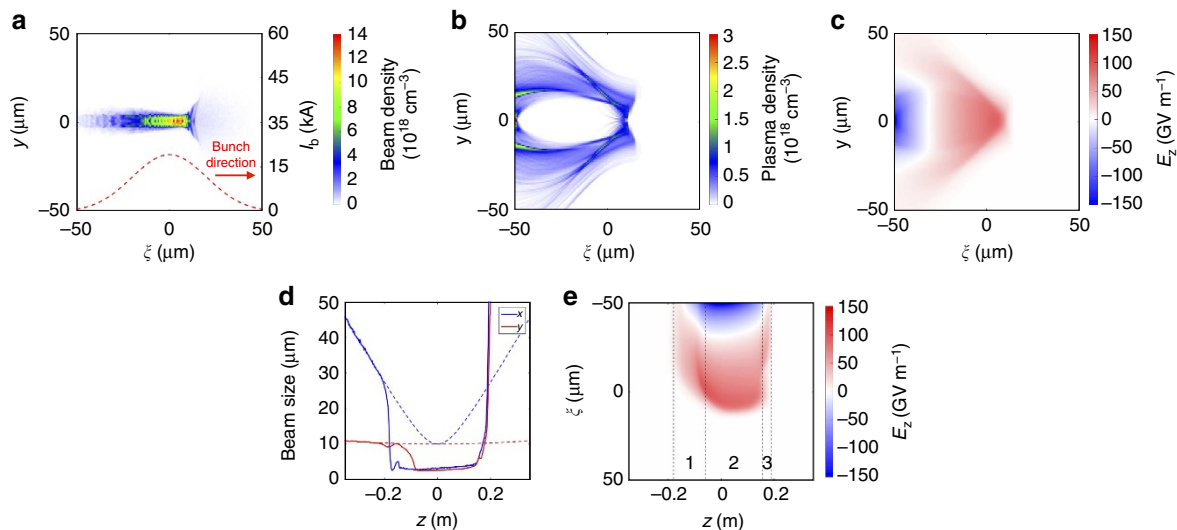 a
50
0
−50
y (μm)
−50
0
50
ξ (μm)
60
45
30
15
0
I_b (kA)
Bunch
direction
14
12
10
8
6
4
2
0
Beam density
(10^18 cm^−3)
b
50
0
−50
y (μm)
−50
0
50
ξ (μm)
3
2.5
2
1.5
1
0.5
0
Plasma density
(10^18 cm^−3)
c
50
0
−50
y (μm)
−50
0
50
ξ (μm)
150
100
50
0
−50
−100
−150
E_z (GV m^−1)
d
50
40
30
20
10
0
Beam size (μm)
−0.2
0
0.2
z (m)
x
y
e
−50
0
50
ξ (μm)
1
2
3
−0.2
0
0.2
z (m)
150
100
50
0
−50
−100
−150
E_z (GV m^−1)